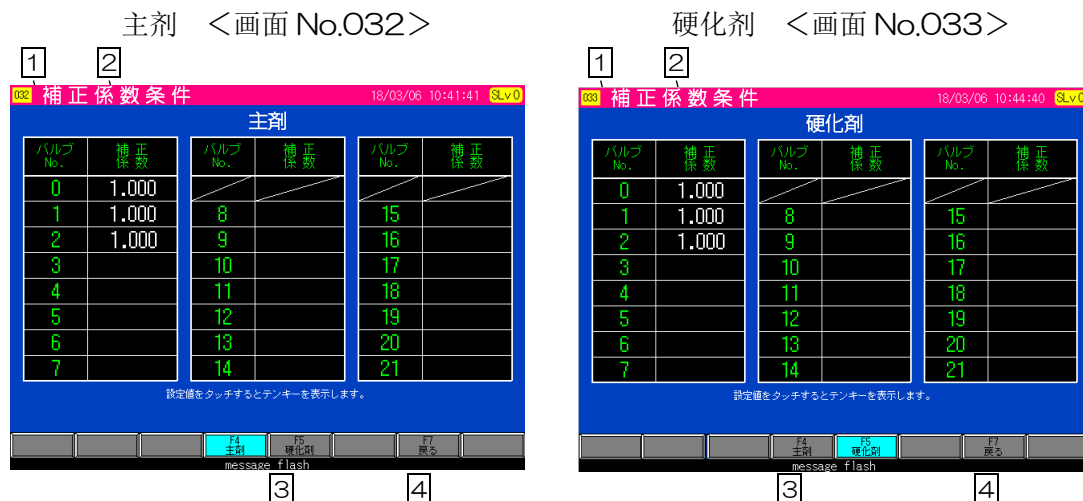 主剤 ＜画面 No.032＞
1 2
032 補正係数条件 18/03/06 10:41:41 SLv0
主剤
バルブ No. 補正係数 バルブ No. 補正係数 バルブ No. 補正係数
0 1.000
1 1.000 8 15
2 1.000 9 16
3 10 17
4 11 18
5 12 19
6 13 20
7 14 21
設定値をタッチするとテンキーを表示します。
F4 主剤 F5 硬化剤 F7 戻る
message flash
3 4
硬化剤 ＜画面 No.033＞
1 2
033 補正係数条件 18/03/06 10:44:40 SLv0
硬化剤
バルブ No. 補正係数 バルブ No. 補正係数 バルブ No. 補正係数
0 1.000
1 1.000 8 15
2 1.000 9 16
3 10 17
4 11 18
5 12 19
6 13 20
7 14 21
設定値をタッチするとテンキーを表示します。
F4 主剤 F5 硬化剤 F7 戻る
message flash
3 4